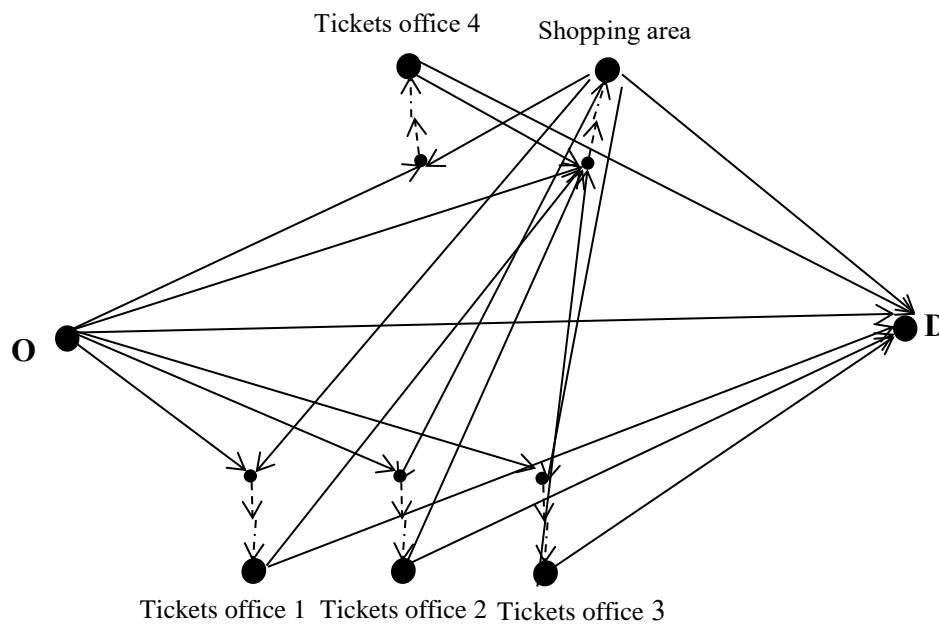 Tickets office 4
Shopping area
O
D
Tickets office 1
Tickets office 2
Tickets office 3